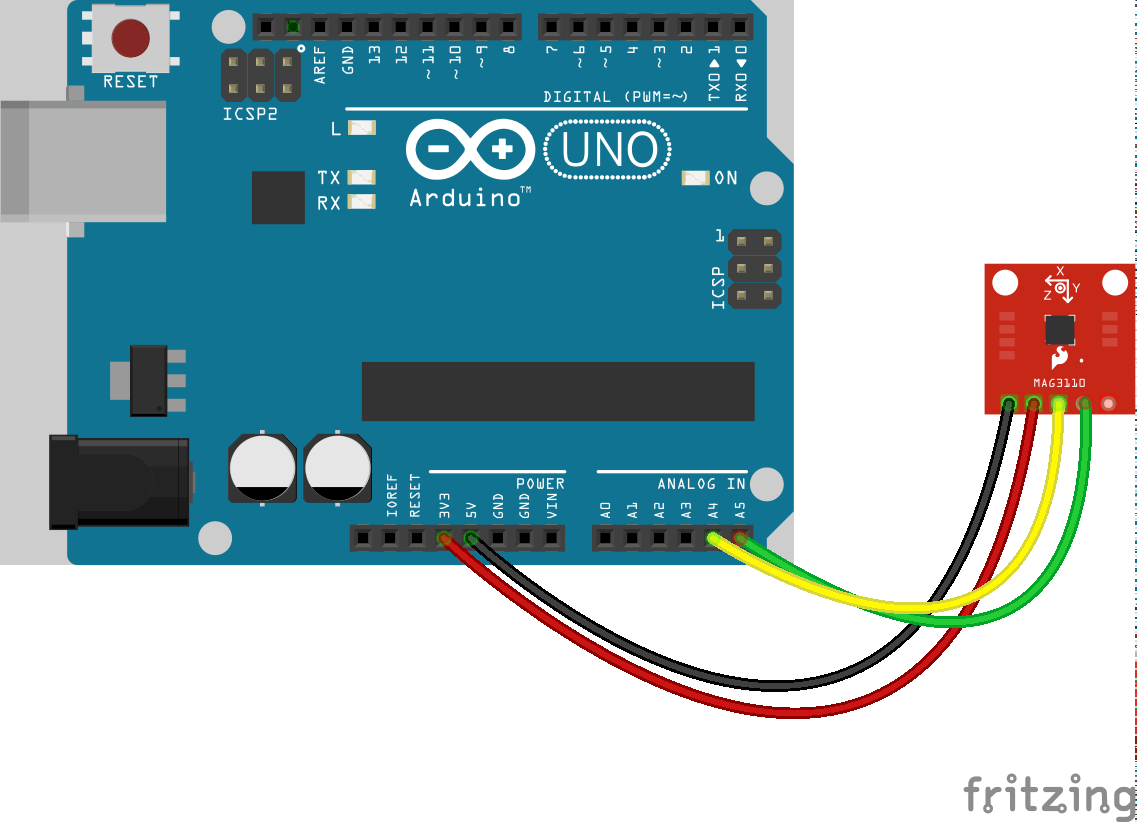 RESET
ICSP2
AREF
GND
13
12
~11
~10
~9
8
7
~6
~5
4
~3
2
TX0▶1
RX0◀0
DIGITAL (PWM=~)
L
TX
RX
UNO
Arduino™
ON
1
ICSP
X
Y
Z
MAG3110
POWER
ANALOG IN
IOREF
RESET
3V3
5V
GND
GND
VIN
A0
A1
A2
A3
A4
A5
fritzing